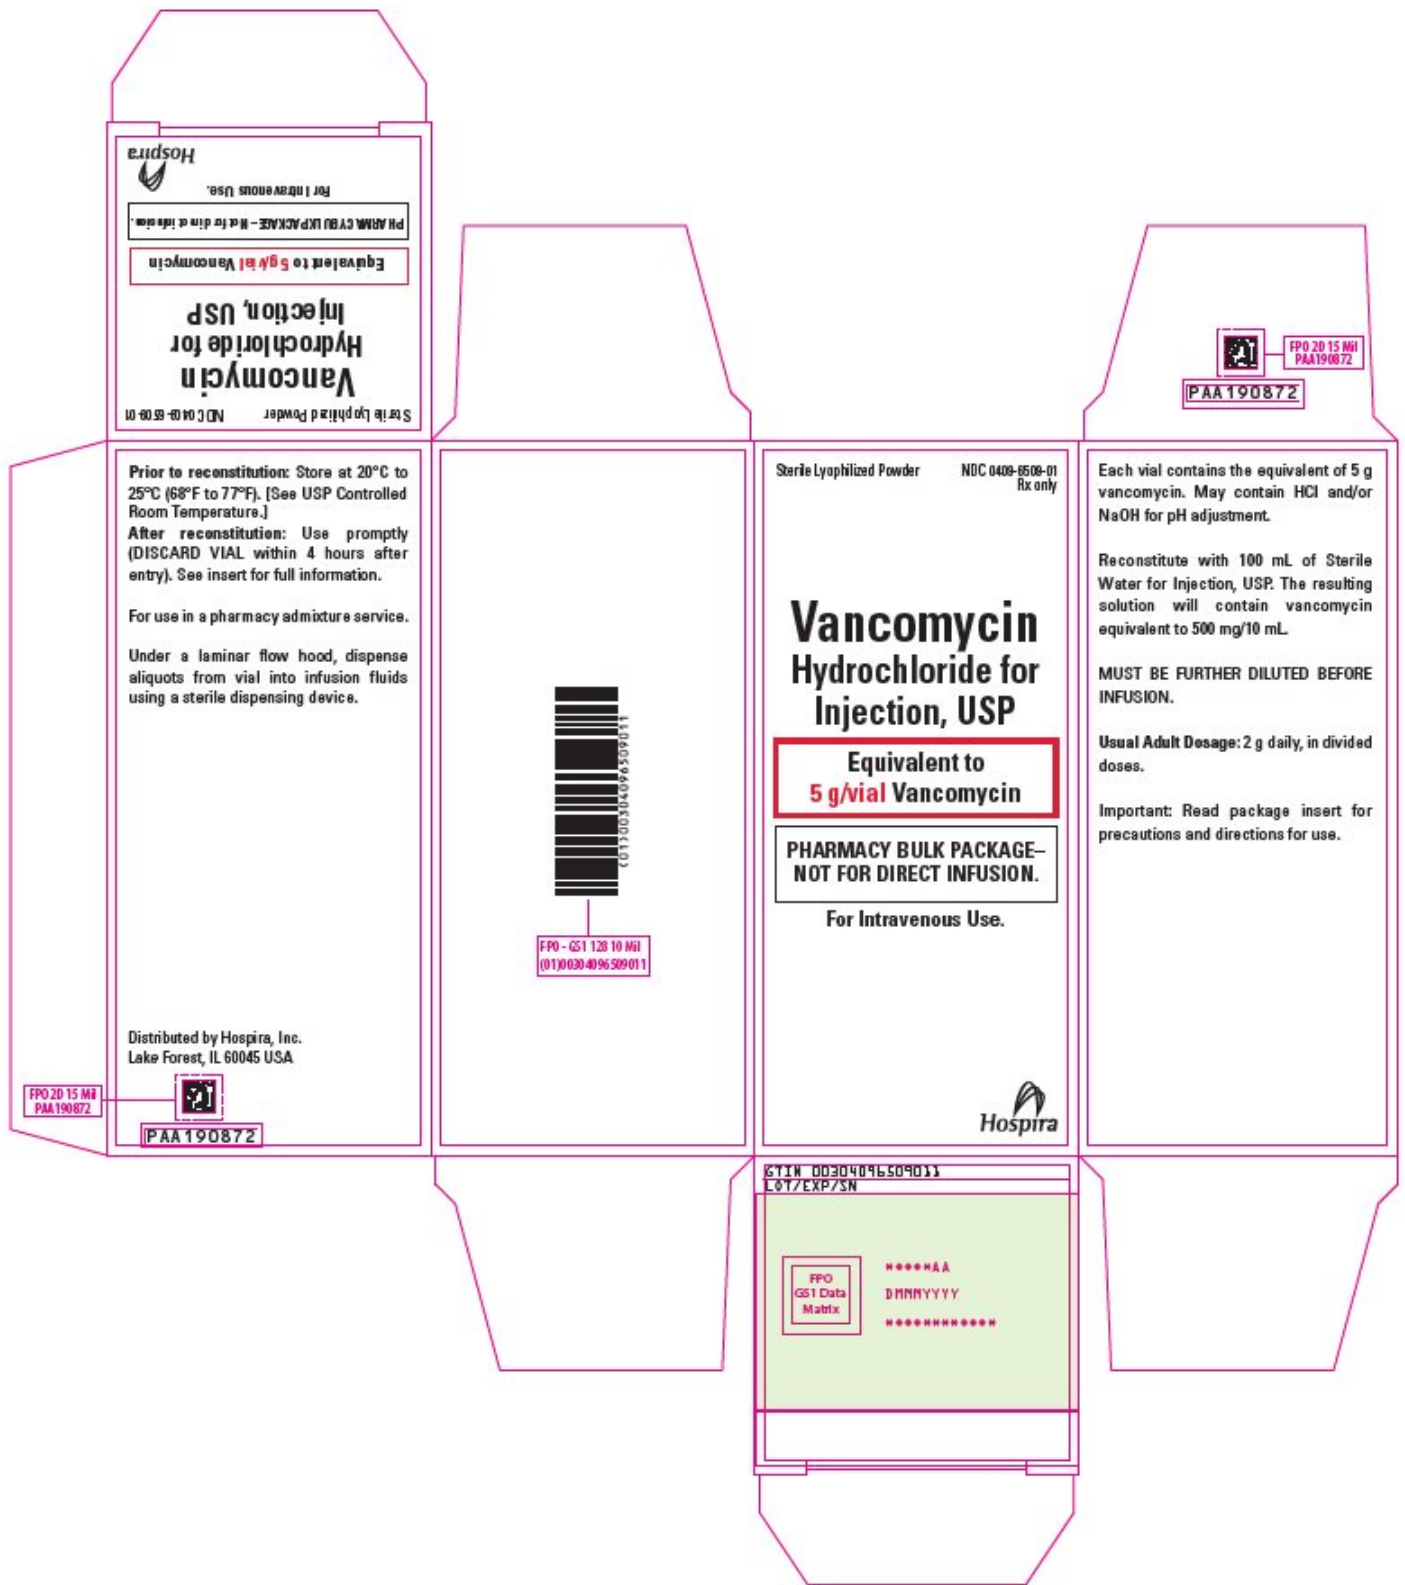 Hospira
For Intravenous Use.
PHARMACY BULK PACKAGE – Not for direct infusion.
Equivalent to 5 g/vial Vancomycin
Injection, USP
Hydrochloride for
Vancomycin
Sterile Lyophilized Powder NDC 0409-6509-01
FPO 2D 15 Mil
PAA190872
PAA190872
Prior to reconstitution: Store at 20°C to
25°C (68°F to 77°F). [See USP Controlled
Room Temperature.]
After reconstitution: Use promptly
(DISCARD VIAL within 4 hours after
entry). See insert for full information.
For use in a pharmacy admixture service.
Under a laminar flow hood, dispense
aliquots from vial into infusion fluids
using a sterile dispensing device.
Distributed by Hospira, Inc.
Lake Forest, IL 60045 USA
FPO 2D 15 Mil
PAA190872
PAA190872
(01)00304096509011
FPO - GS1 128 10 Mil
(01)00304096509011
Sterile Lyophilized Powder NDC 0409-6509-01
Rx only
Vancomycin
Hydrochloride for
Injection, USP
Equivalent to
5 g/vial Vancomycin
PHARMACY BULK PACKAGE–
NOT FOR DIRECT INFUSION.
For Intravenous Use.
Hospira
Each vial contains the equivalent of 5 g
vancomycin. May contain HCl and/or
NaOH for pH adjustment.
Reconstitute with 100 mL of Sterile
Water for Injection, USP. The resulting
solution will contain vancomycin
equivalent to 500 mg/10 mL.
MUST BE FURTHER DILUTED BEFORE
INFUSION.
Usual Adult Dosage: 2 g daily, in divided
doses.
Important: Read package insert for
precautions and directions for use.
GTIN 00304096509011
LOT/EXP/SN
FPO
GS1 Data
Matrix
*****AA
DMMMYYYY
************